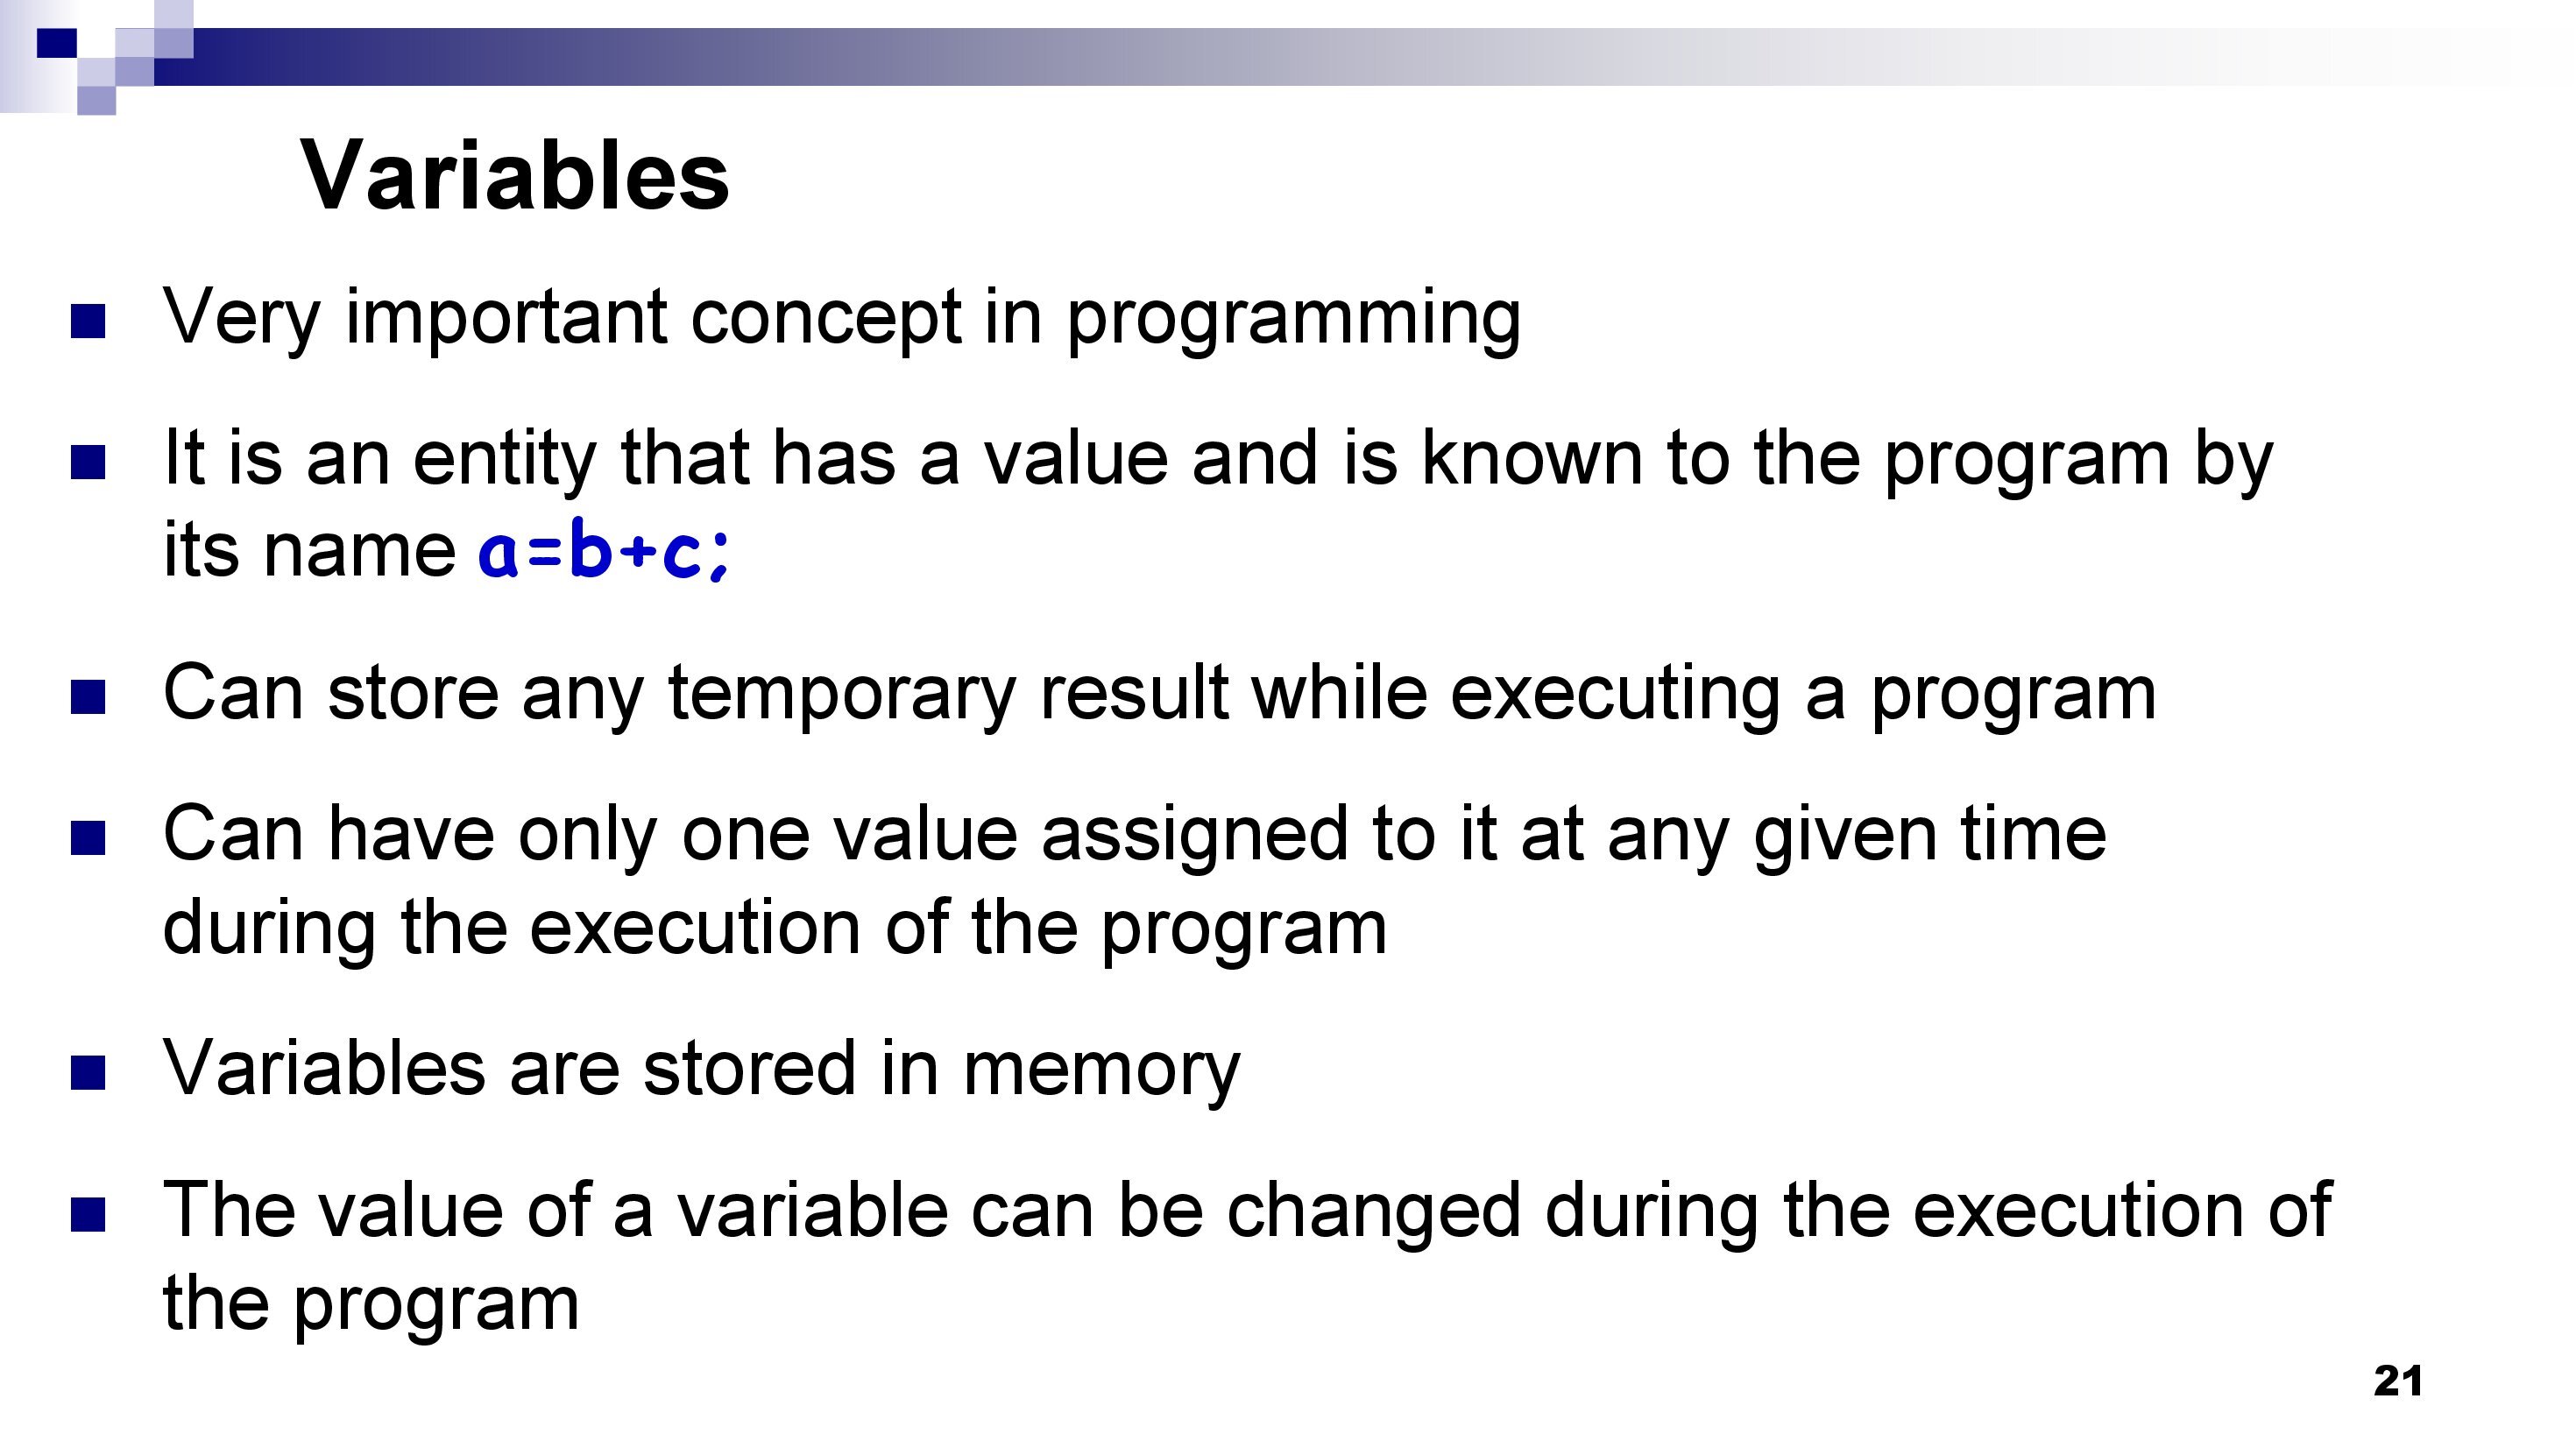 Variables
Very important concept in programming
It is an entity that has a value and is known to the program by
its name a=b+c;
Can store any temporary result while executing a program
Can have only one value assigned to it at any given time
during the execution of the program
Variables are stored in memory
The value of a variable can be changed during the execution of
the program
21